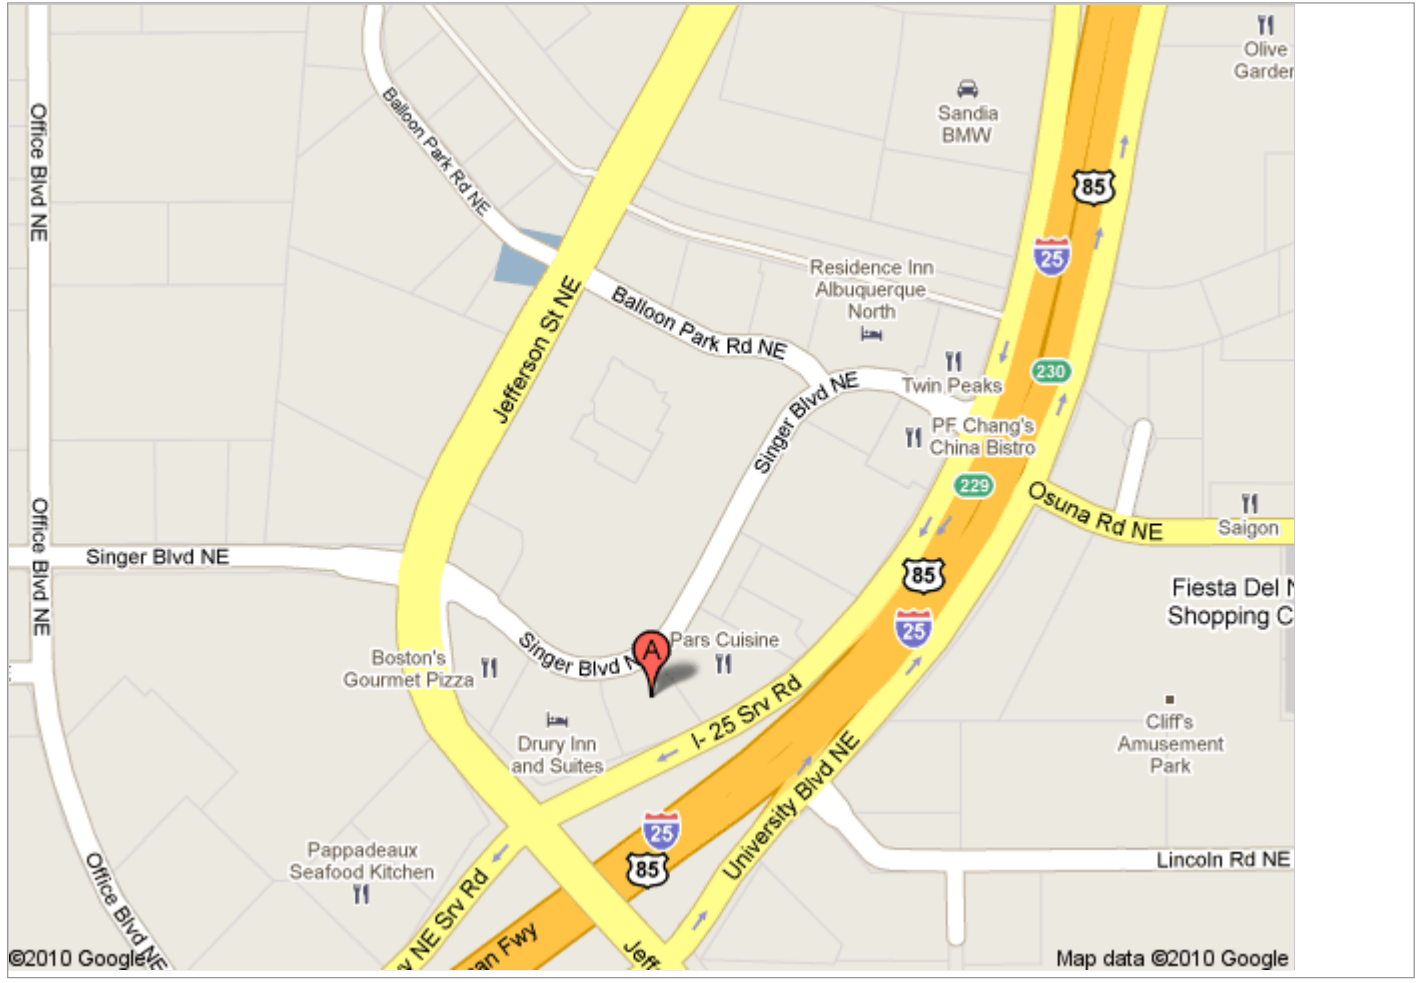 Olive
Garden
Office Blvd NE
Balloon Park Rd NE
Sandia
BMW
85
25
Residence Inn
Albuquerque
North
Jefferson St NE
Balloon Park Rd NE
230
Twin Peaks
Singer Blvd NE
PF Chang's
China Bistro
229
Osuna Rd NE
Saigon
Office Blvd NE
Singer Blvd NE
85
Fiesta Del N
Shopping C
25
Singer Blvd N
A
Pars Cuisine
Boston's
Gourmet Pizza
I- 25 Srv Rd
Drury Inn
and Suites
Cliff's
Amusement
Park
University Blvd NE
25
85
Pappadeaux
Seafood Kitchen
Lincoln Rd NE
Office Blvd NE
y NE Srv Rd
an Fwy
Jeff
©2010 Google
Map data ©2010 Google